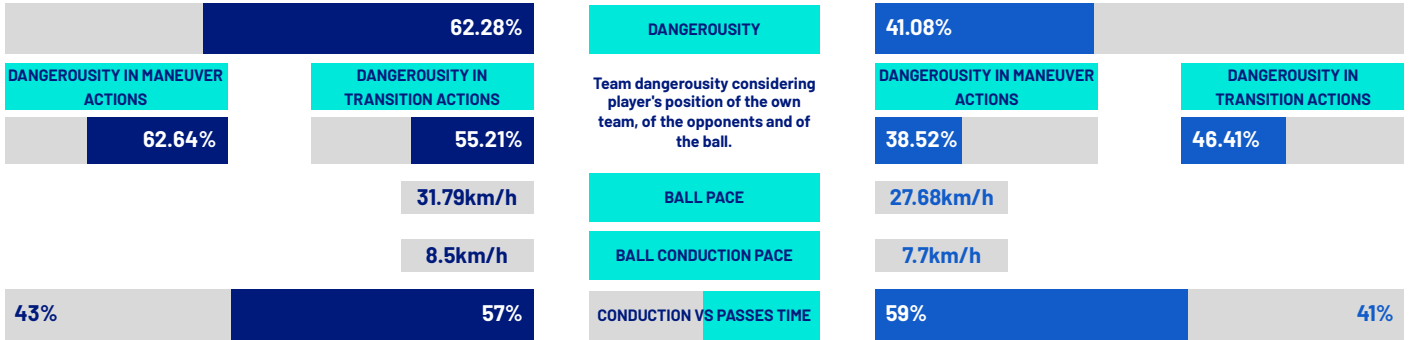 62.28%
DANGEROUSITY
41.08%
DANGEROUSITY IN MANEUVER
ACTIONS
DANGEROUSITY IN
TRANSITION ACTIONS
Team dangerousity considering
player's position of the own
team, of the opponents and of
the ball.
DANGEROUSITY IN MANEUVER
ACTIONS
DANGEROUSITY IN
TRANSITION ACTIONS
62.64%
55.21%
38.52%
46.41%
31.79km/h
BALL PACE
27.68km/h
8.5km/h
BALL CONDUCTION PACE
7.7km/h
43%
57%
CONDUCTION VS PASSES TIME
59%
41%